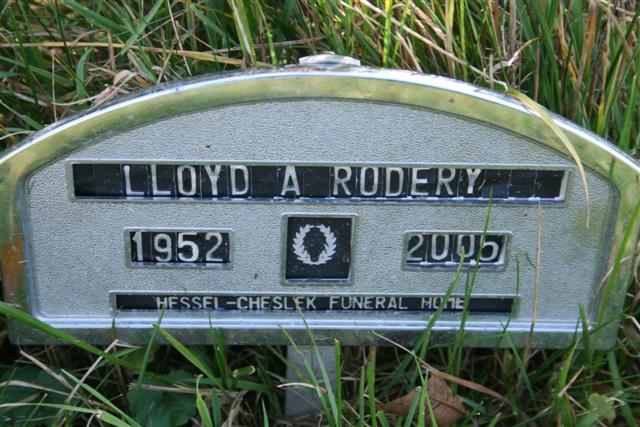 LLOYD A RODERY
1952 2005
HESSEL-CHESLEK FUNERAL HOME